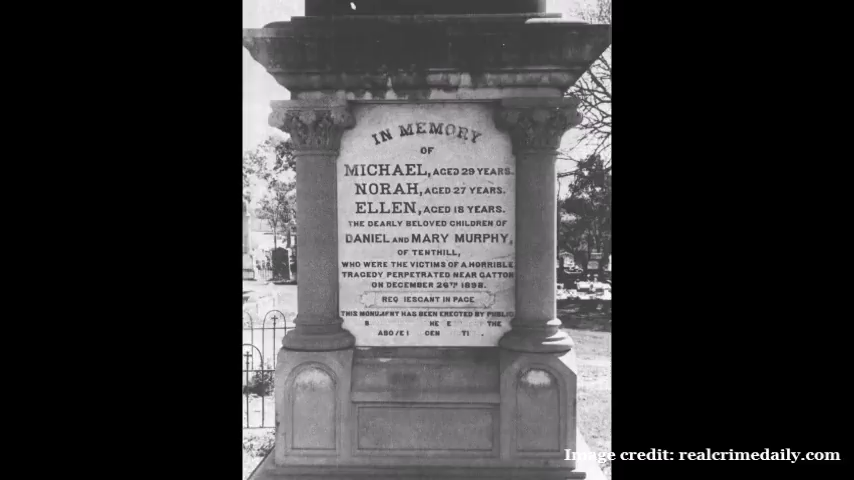 IN MEMORY
OF
MICHAEL, AGED 29 YEARS.
NORAH, AGED 27 YEARS.
ELLEN, AGED 18 YEARS.
THE DEARLY BELOVED CHILDREN OF
DANIEL AND MARY MURPHY,
OF TENTHILL,
WHO WERE THE VICTIMS OF A HORRIBLE
TRAGEDY PERPETRATED NEAR GATTON
ON DECEMBER 26TH 1898.
REQUIESCANT IN PACE
THIS MONUMENT HAS BEEN ERECTED BY PUBLIC
THE
Image credit: realcrimedaily.com